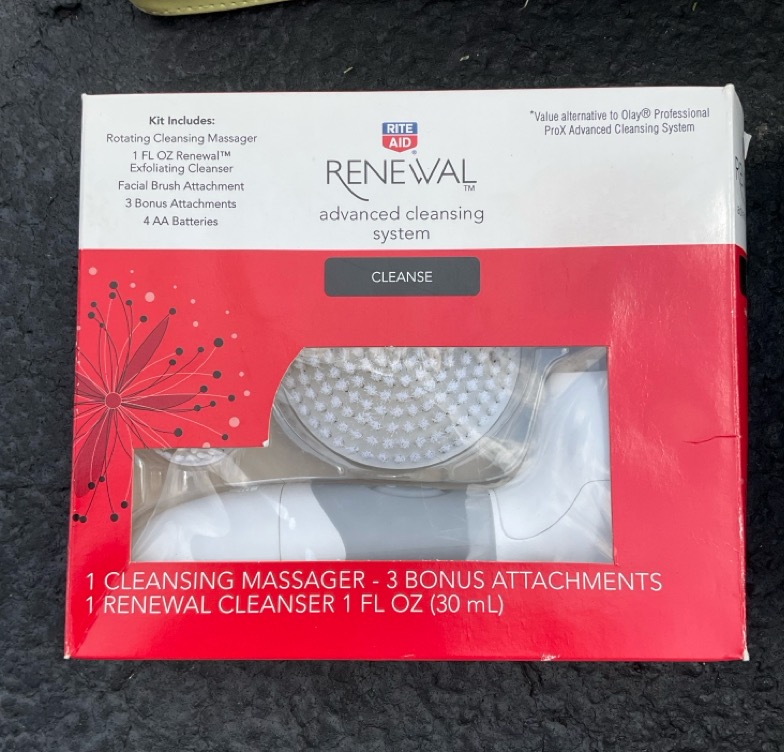 Kit Includes:
Rotating Cleansing Massager
1 FL OZ Renewal™
Exfoliating Cleanser
Facial Brush Attachment
3 Bonus Attachments
4 AA Batteries
RITE
AID
®
RENEWAL™
advanced cleansing
system
*Value alternative to Olay® Professional
ProX Advanced Cleansing System
CLEANSE
1 CLEANSING MASSAGER - 3 BONUS ATTACHMENTS
1 RENEWAL CLEANSER 1 FL OZ (30 mL)